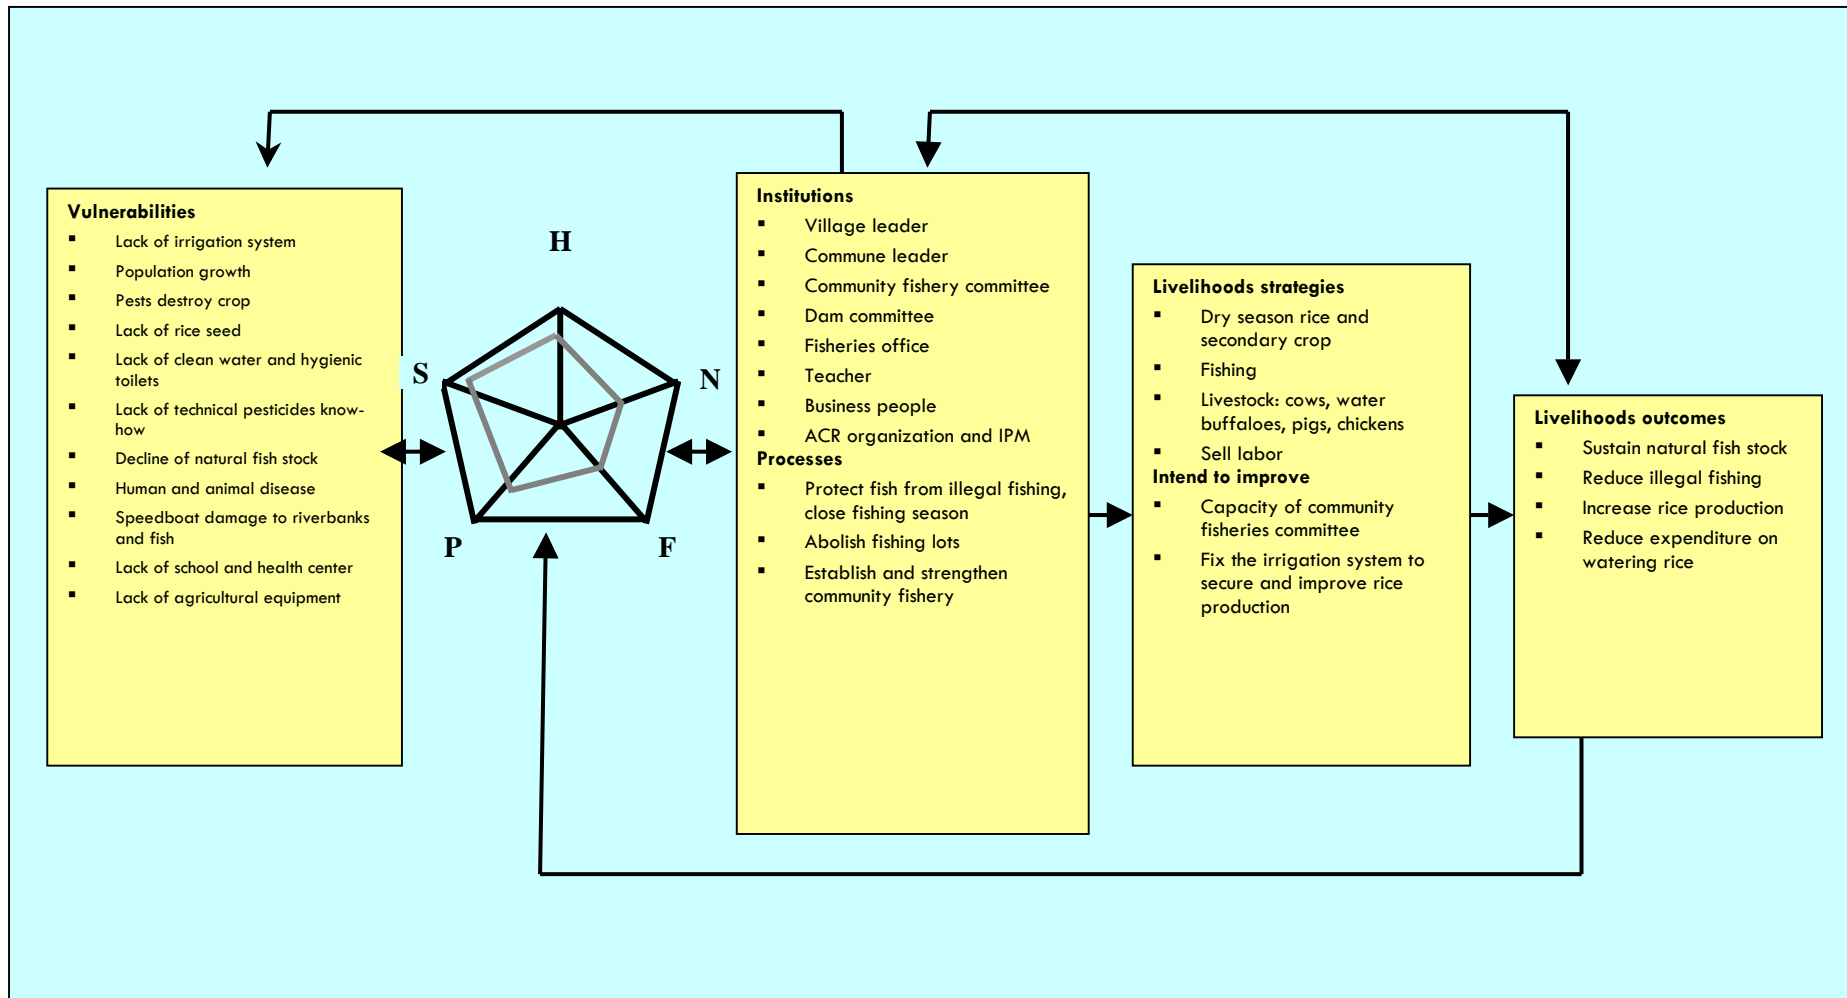 Vulnerabilities
▪ Lack of irrigation system
▪ Population growth
▪ Pests destroy crop
▪ Lack of rice seed
▪ Lack of clean water and hygienic
toilets
▪ Lack of technical pesticides know-
how
▪ Decline of natural fish stock
▪ Human and animal disease
▪ Speedboat damage to riverbanks
and fish
▪ Lack of school and health center
▪ Lack of agricultural equipment
H
S
N
P
F
Institutions
▪ Village leader
▪ Commune leader
▪ Community fishery committee
▪ Dam committee
▪ Fisheries office
▪ Teacher
▪ Business people
▪ ACR organization and IPM
Processes
▪ Protect fish from illegal fishing,
close fishing season
▪ Abolish fishing lots
▪ Establish and strengthen
community fishery
Livelihoods strategies
▪ Dry season rice and
secondary crop
▪ Fishing
▪ Livestock: cows, water
buffaloes, pigs, chickens
▪ Sell labor
Intend to improve
▪ Capacity of community
fisheries committee
▪ Fix the irrigation system to
secure and improve rice
production
Livelihoods outcomes
▪ Sustain natural fish stock
▪ Reduce illegal fishing
▪ Increase rice production
▪ Reduce expenditure on
watering rice